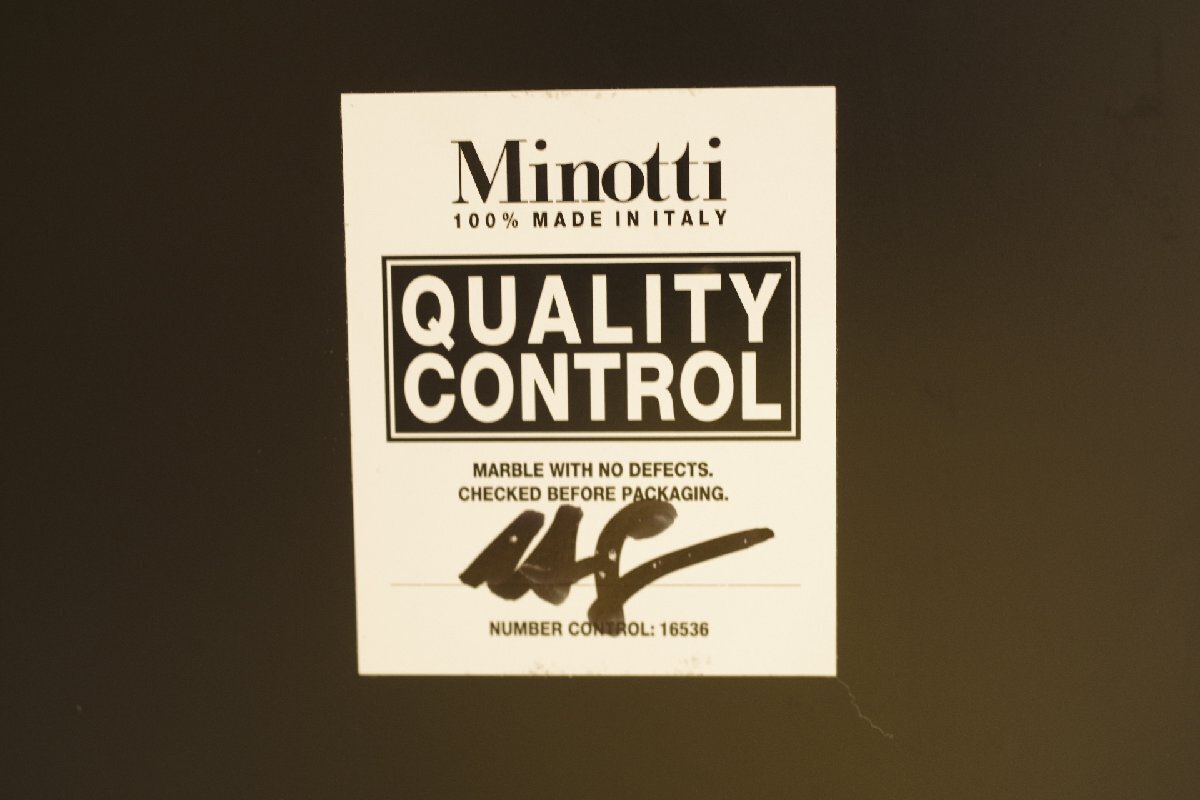 Minotti
100% MADE IN ITALY
QUALITY
CONTROL
MARBLE WITH NO DEFECTS.
CHECKED BEFORE PACKAGING.
NUMBER CONTROL: 16536